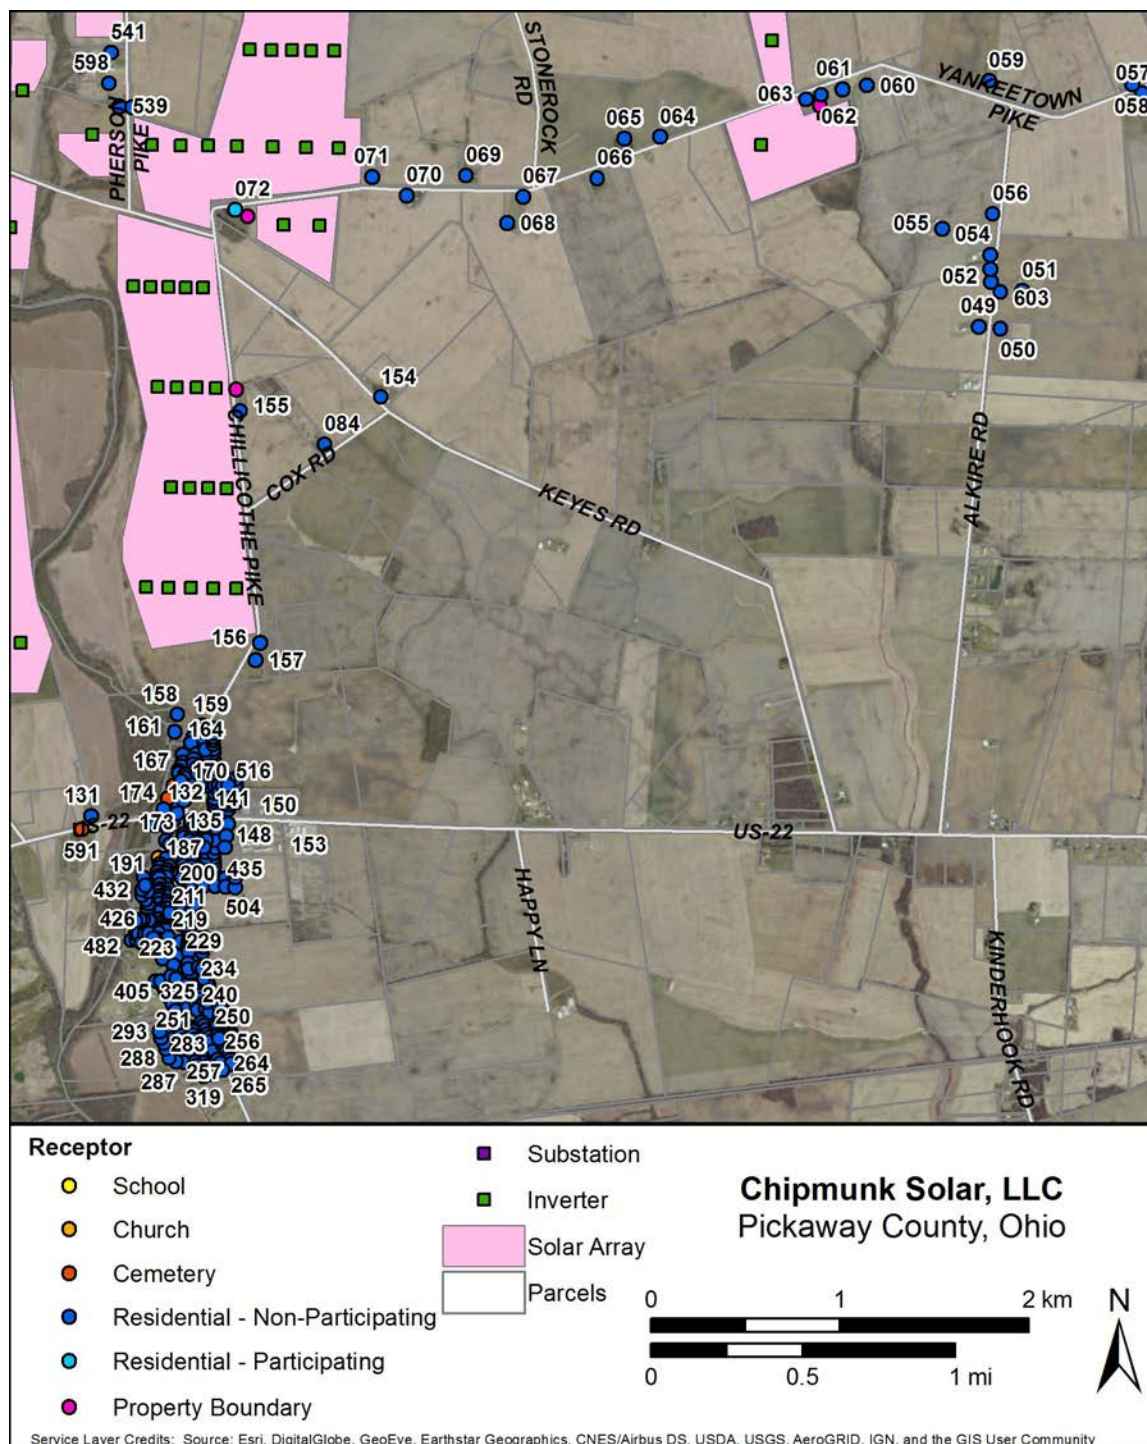 541
598
539
PHERSON PIKE
STONEROCK RD
059
061
060
063
062
YANKEETOWN PIKE
057
058
065
064
066
071
070
069
067
068
072
056
055
054
052
051
603
049
050
154
155
084
CHILLICOTHE PIKE
COX RD
KEYES RD
ALKIRE RD
156
157
158
159
161
164
167
170
516
174
132
141
131
150
173
135
148
153
US-22
591
187
191
200
435
432
211
504
426
219
482
223
229
234
405
325
240
251
250
293
283
256
288
264
287
257
265
319
US-22
HAPPY LN
KINDERHOOK RD
Receptor
School
Church
Cemetery
Residential - Non-Participating
Residential - Participating
Property Boundary
Substation
Inverter
Solar Array
Parcels
Chipmunk Solar, LLC
Pickaway County, Ohio
0 1 2 km
0 0.5 1 mi
N
Service Layer Credits: Source: Esri, DigitalGlobe, GeoEye, Earthstar Geographics, CNES/Airbus DS, USDA, USGS, AeroGRID, IGN, and the GIS User Community